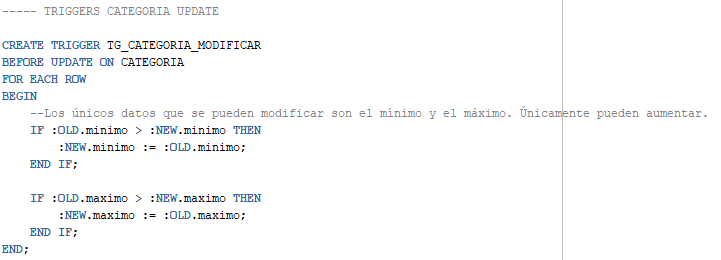 ----- TRIGGERS CATEGORIA UPDATE
CREATE TRIGGER TG_CATEGORIA_MODIFICAR
BEFORE UPDATE ON CATEGORIA
FOR EACH ROW
BEGIN
--Los únicos datos que se pueden modificar son el mínimo y el máximo. Únicamente pueden aumentar.
IF :OLD.minimo > :NEW.minimo THEN
:NEW.minimo := :OLD.minimo;
END IF;
IF :OLD.maximo > :NEW.maximo THEN
:NEW.maximo := :OLD.maximo;
END IF;
END;